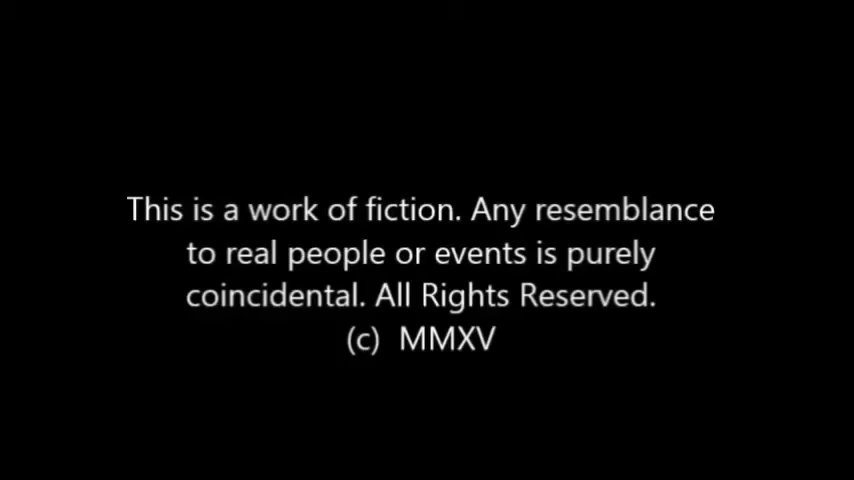 This is a work of fiction. Any resemblance
to real people or events is purely
coincidental. All Rights Reserved.
(c)  MMXV